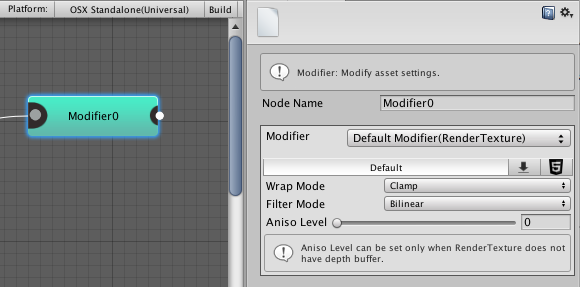 Platform: OSX Standalone(Universal) Build
Modifier0
Modifier: Modify asset settings.
Node Name Modifier0
Modifier Default Modifier(RenderTexture)
Default
Wrap Mode Clamp
Filter Mode Bilinear
Aniso Level 0
Aniso Level can be set only when RenderTexture does not
have depth buffer.